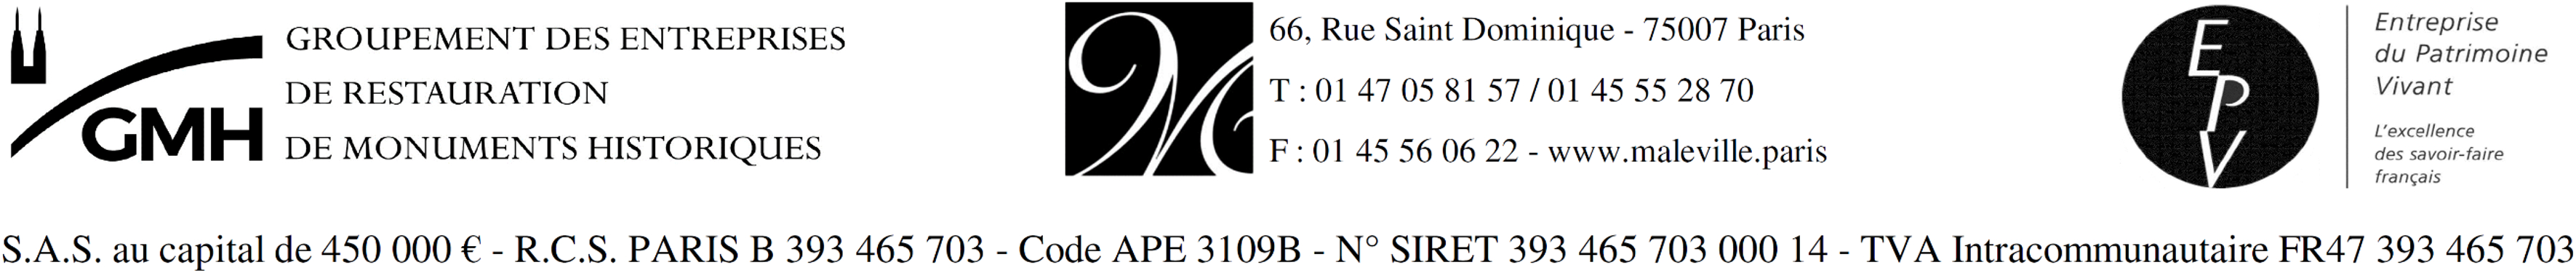 GMH
GROUPEMENT DES ENTREPRISES
DE RESTAURATION
DE MONUMENTS HISTORIQUES
M
66, Rue Saint Dominique - 75007 Paris
T : 01 47 05 81 57 / 01 45 55 28 70
F : 01 45 56 06 22 - www.maleville.paris
EPV
Entreprise
du Patrimoine
Vivant
L'excellence
des savoir-faire
français
S.A.S. au capital de 450 000 € - R.C.S. PARIS B 393 465 703 - Code APE 3109B - N° SIRET 393 465 703 000 14 - TVA Intracommunautaire FR47 393 465 703